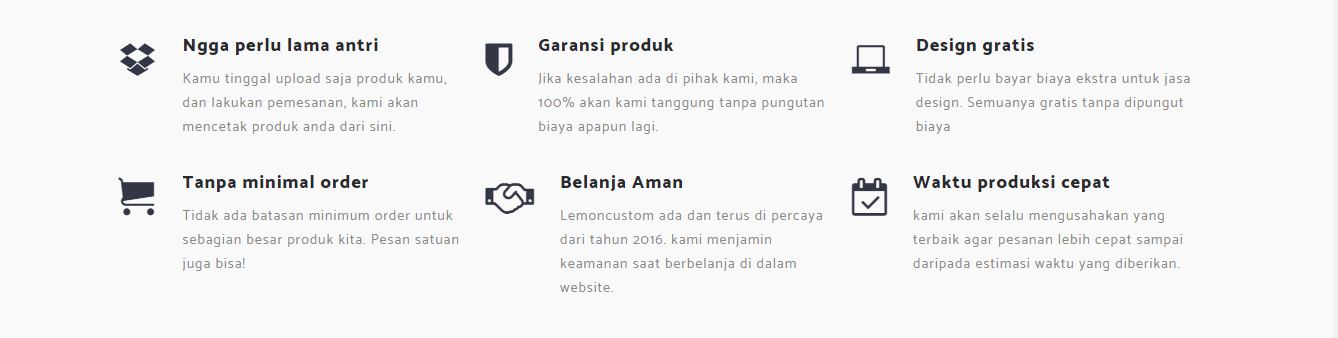 Ngga perlu lama antri
Kamu tinggal upload saja produk kamu,
dan lakukan pemesanan, kami akan
mencetak produk anda dari sini.
Garansi produk
Jika kesalahan ada di pihak kami, maka
100% akan kami tanggung tanpa pungutan
biaya apapun lagi.
Design gratis
Tidak perlu bayar biaya ekstra untuk jasa
design. Semuanya gratis tanpa dipungut
biaya
Tanpa minimal order
Tidak ada batasan minimum order untuk
sebagian besar produk kita. Pesan satuan
juga bisa!
Belanja Aman
Lemoncustom ada dan terus di percaya
dari tahun 2016. kami menjamin
keamanan saat berbelanja di dalam
website.
Waktu produksi cepat
kami akan selalu mengusahakan yang
terbaik agar pesanan lebih cepat sampai
daripada estimasi waktu yang diberikan.